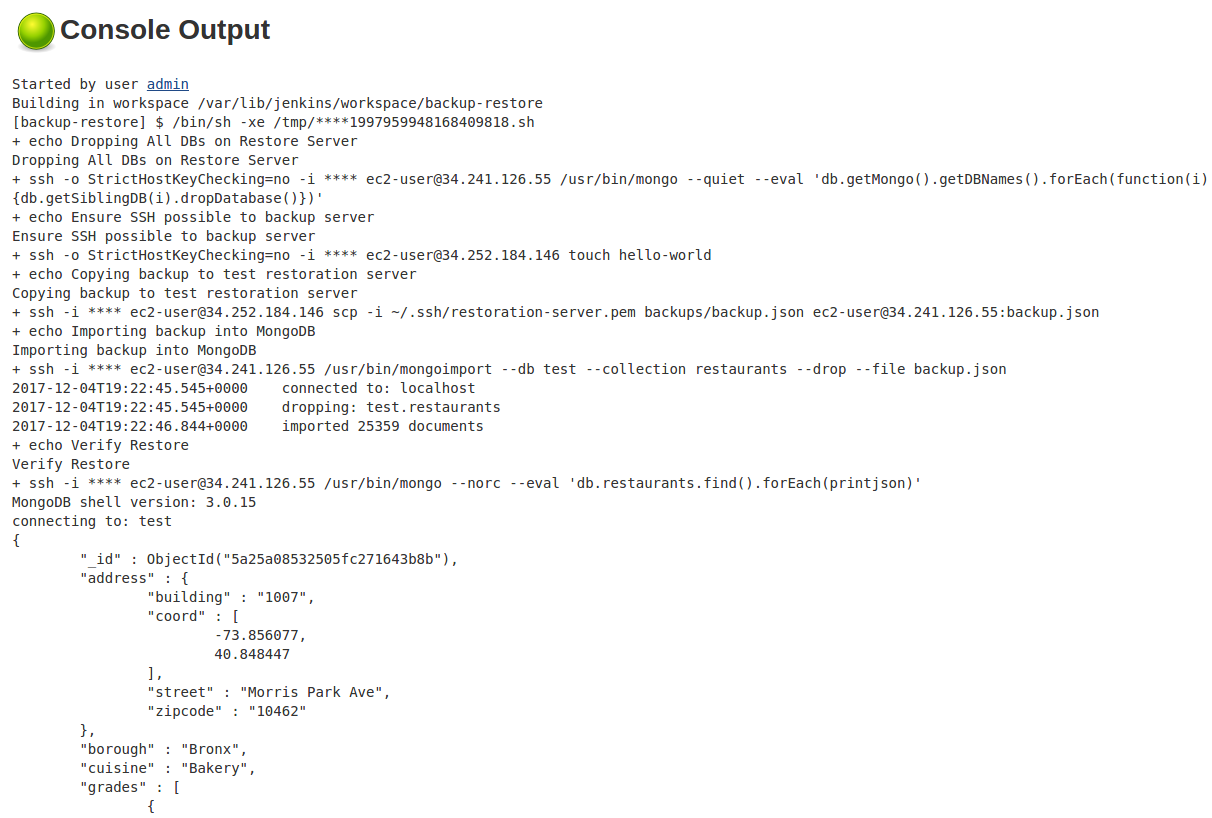 Console Output
Started by user admin
Building in workspace /var/lib/jenkins/workspace/backup-restore
[backup-restore] $ /bin/sh -xe /tmp/****1997959948168409818.sh
+ echo Dropping All DBs on Restore Server
Dropping All DBs on Restore Server
+ ssh -o StrictHostKeyChecking=no -i **** ec2-user@34.241.126.55 /usr/bin/mongo --quiet --eval 'db.getMongo().getDBNames().forEach(function(i)
{db.getSiblingDB(i).dropDatabase()})'
+ echo Ensure SSH possible to backup server
Ensure SSH possible to backup server
+ ssh -o StrictHostKeyChecking=no -i **** ec2-user@34.252.184.146 touch hello-world
+ echo Copying backup to test restoration server
Copying backup to test restoration server
+ ssh -i **** ec2-user@34.252.184.146 scp -i ~/.ssh/restoration-server.pem backups/backup.json ec2-user@34.241.126.55:backup.json
+ echo Importing backup into MongoDB
Importing backup into MongoDB
+ ssh -i **** ec2-user@34.241.126.55 /usr/bin/mongoimport --db test --collection restaurants --drop --file backup.json
2017-12-04T19:22:45.545+0000    connected to: localhost
2017-12-04T19:22:45.545+0000    dropping: test.restaurants
2017-12-04T19:22:46.844+0000    imported 25359 documents
+ echo Verify Restore
Verify Restore
+ ssh -i **** ec2-user@34.241.126.55 /usr/bin/mongo --norc --eval 'db.restaurants.find().forEach(printjson)'
MongoDB shell version: 3.0.15
connecting to: test
{
        "_id" : ObjectId("5a25a08532505fc271643b8b"),
        "address" : {
                "building" : "1007",
                "coord" : [
                        -73.856077,
                        40.848447
                ],
                "street" : "Morris Park Ave",
                "zipcode" : "10462"
        },
        "borough" : "Bronx",
        "cuisine" : "Bakery",
        "grades" : [
                {